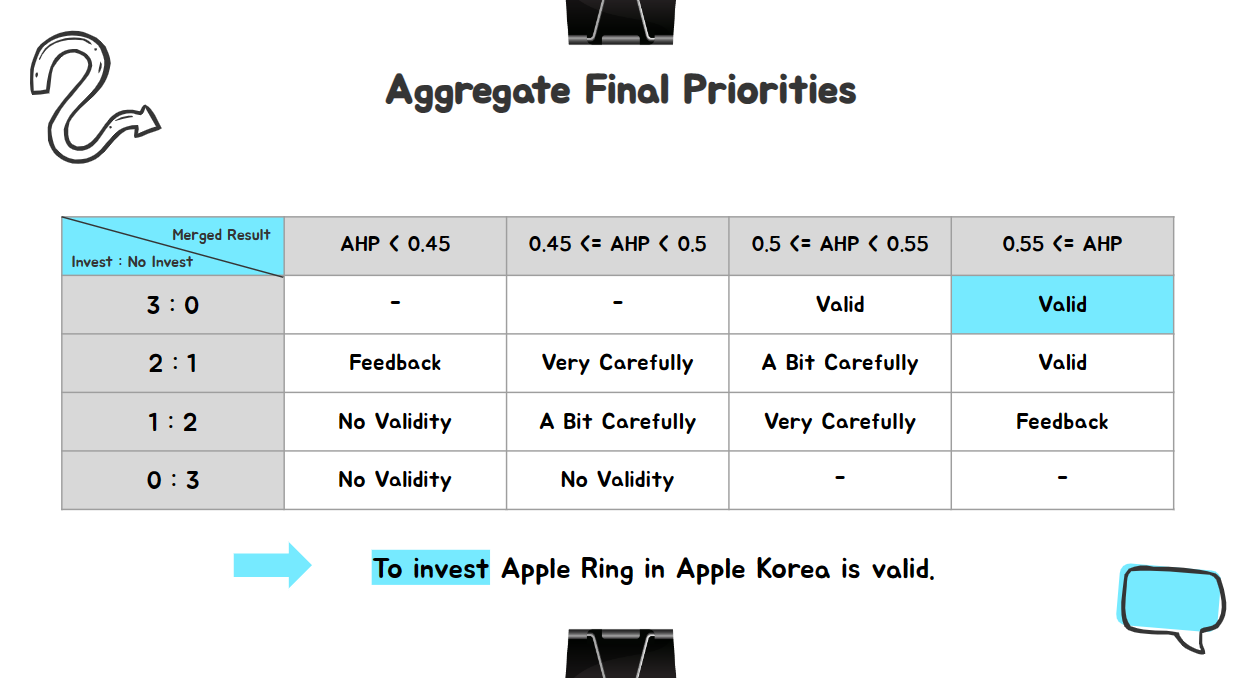 Aggregate Final Priorities
Merged Result
Invest : No Invest
AHP < 0.45
0.45 <= AHP < 0.5
0.5 <= AHP < 0.55
0.55 <= AHP
3 : 0
-
-
Valid
Valid
2 : 1
Feedback
Very Carefully
A Bit Carefully
Valid
1 : 2
No Validity
A Bit Carefully
Very Carefully
Feedback
0 : 3
No Validity
No Validity
-
-
To invest Apple Ring in Apple Korea is valid.